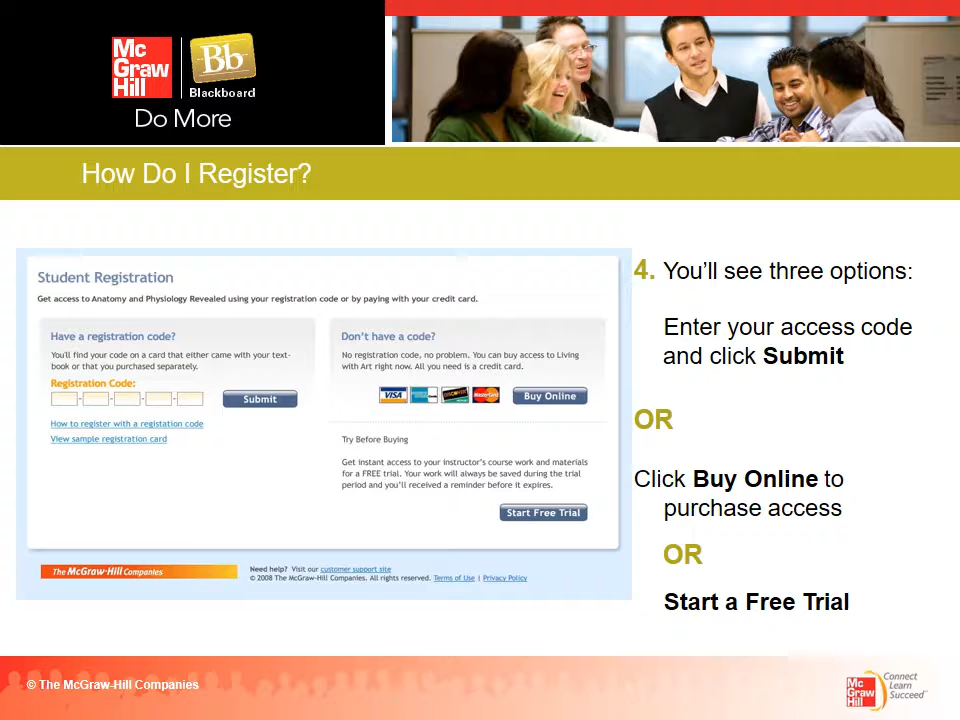 Mc
Graw
Hill
Bb
Blackboard
Do More
How Do I Register?
Student Registration
Get access to Anatomy and Physiology Revealed using your registration code or by paying with your credit card.
Have a registration code?
You'll find your code on a card that either came with your text-
book or that you purchased separately.
Registration Code:
Submit
How to register with a registation code
View sample registration card
Don't have a code?
No registration code, no problem. You can buy access to Living
with Art right now. All you need is a credit card.
VISA
DISCOVER
MasterCard
Buy Online
Try Before Buying
Get instant access to your instructor's course work and materials
for a FREE trial. Your work will always be saved during the trial
period and you'll received a reminder before it expires.
Start Free Trial
The McGraw-Hill Companies
Need help? Visit our customer support site
© 2008 The McGraw-Hill Companies. All rights reserved. Terms of Use | Privacy Policy
4. You'll see three options:
Enter your access code
and click Submit
OR
Click Buy Online to
purchase access
OR
Start a Free Trial
© The McGraw-Hill Companies
Mc
Graw
Hill
Connect
Learn
Succeed™